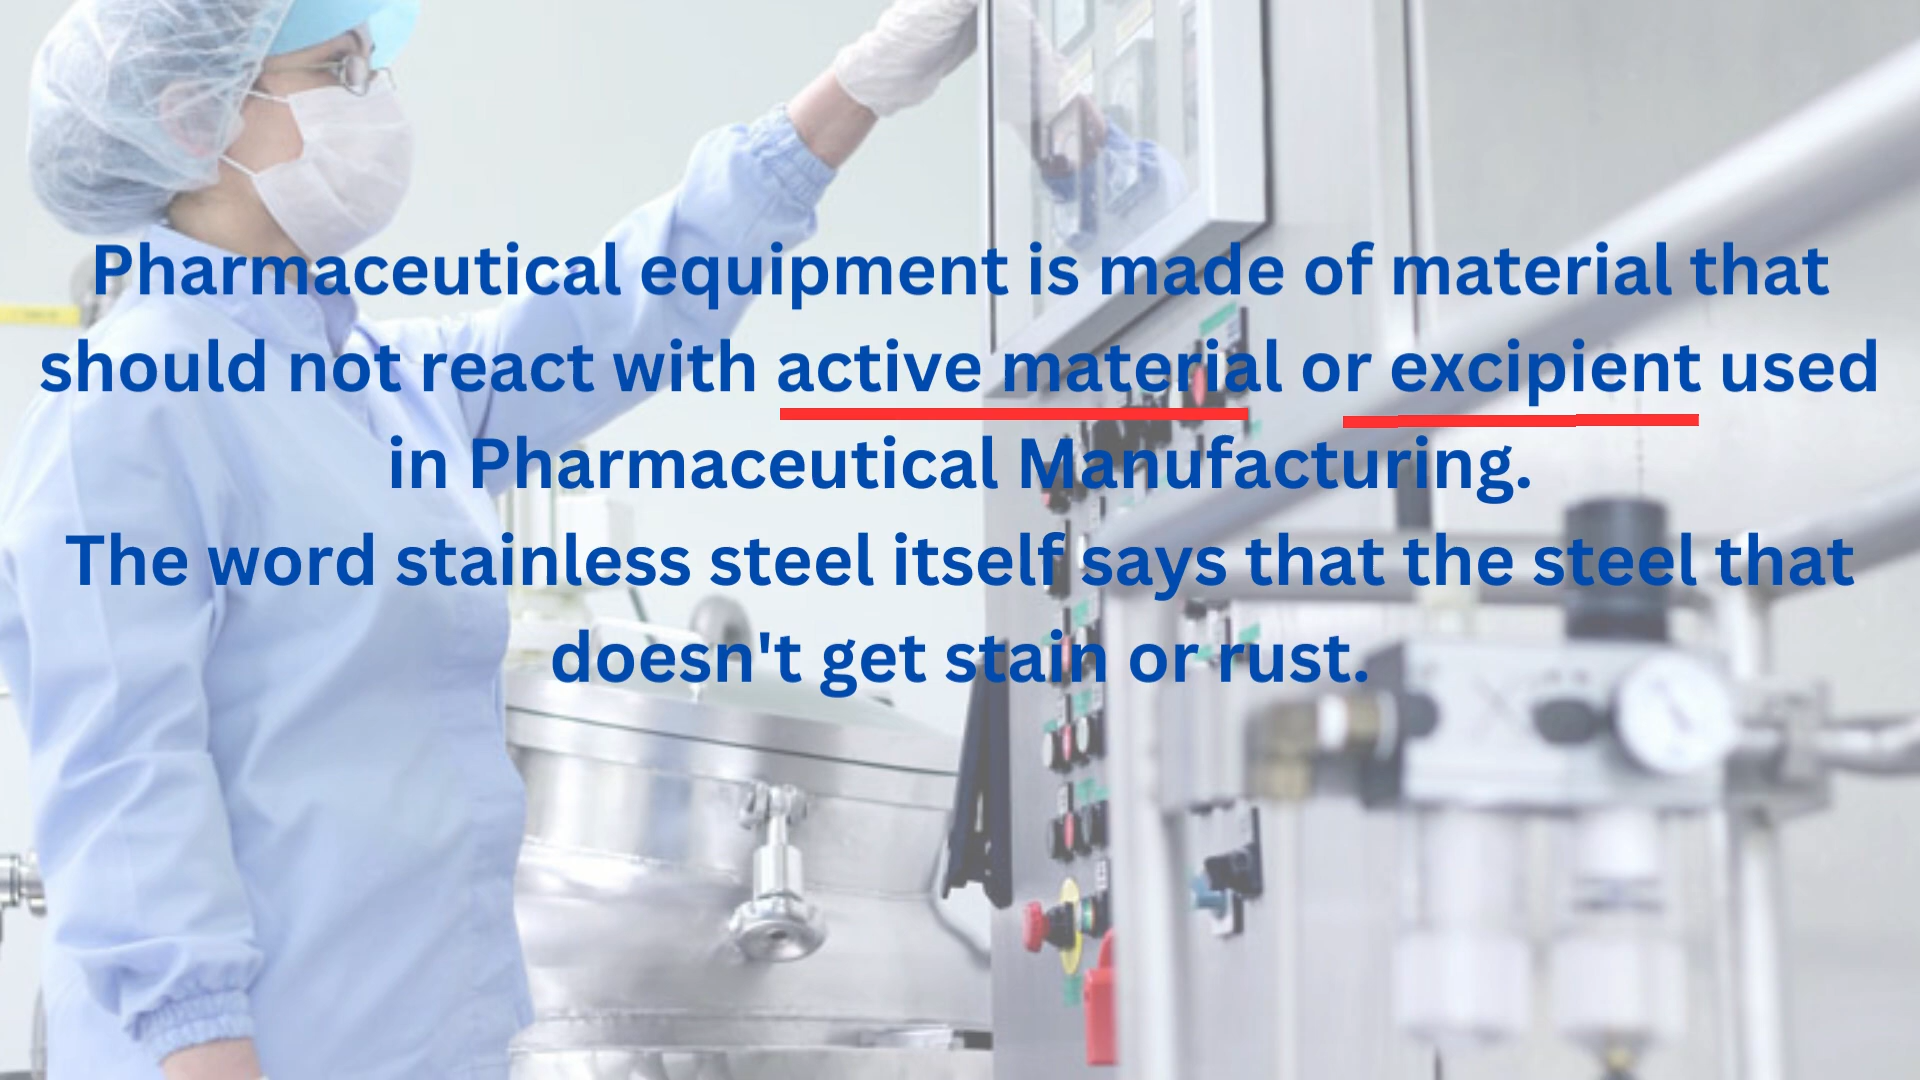 Pharmaceutical equipment is made of material that
should not react with active material or excipient used
in Pharmaceutical Manufacturing.
The word stainless steel itself says that the steel that
doesn't get stain or rust.